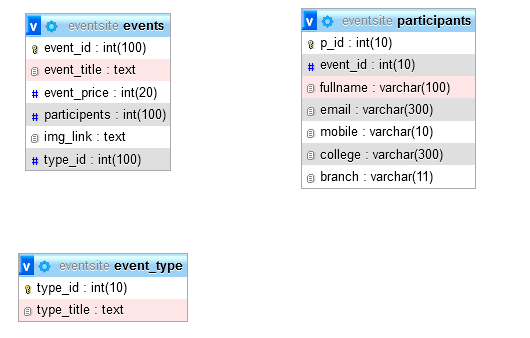 v eventsite events
event_id : int(100)
event_title : text
# event_price : int(20)
# participents : int(100)
img_link : text
# type_id : int(100)
v eventsite participants
p_id : int(10)
# event_id : int(10)
fullname : varchar(100)
email : varchar(300)
mobile : varchar(10)
college : varchar(300)
branch : varchar(11)
v eventsite event_type
type_id : int(10)
type_title : text